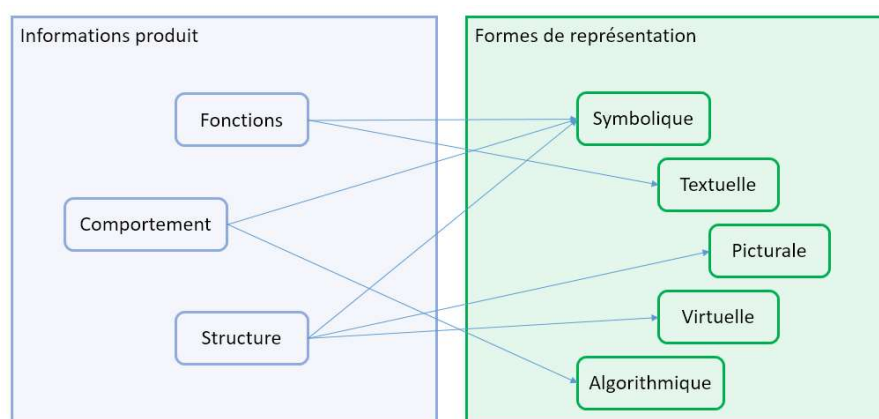 Informations produit
Formes de représentation
Fonctions
Symbolique
Textuelle
Comportement
Picturale
Structure
Virtuelle
Algorithmique